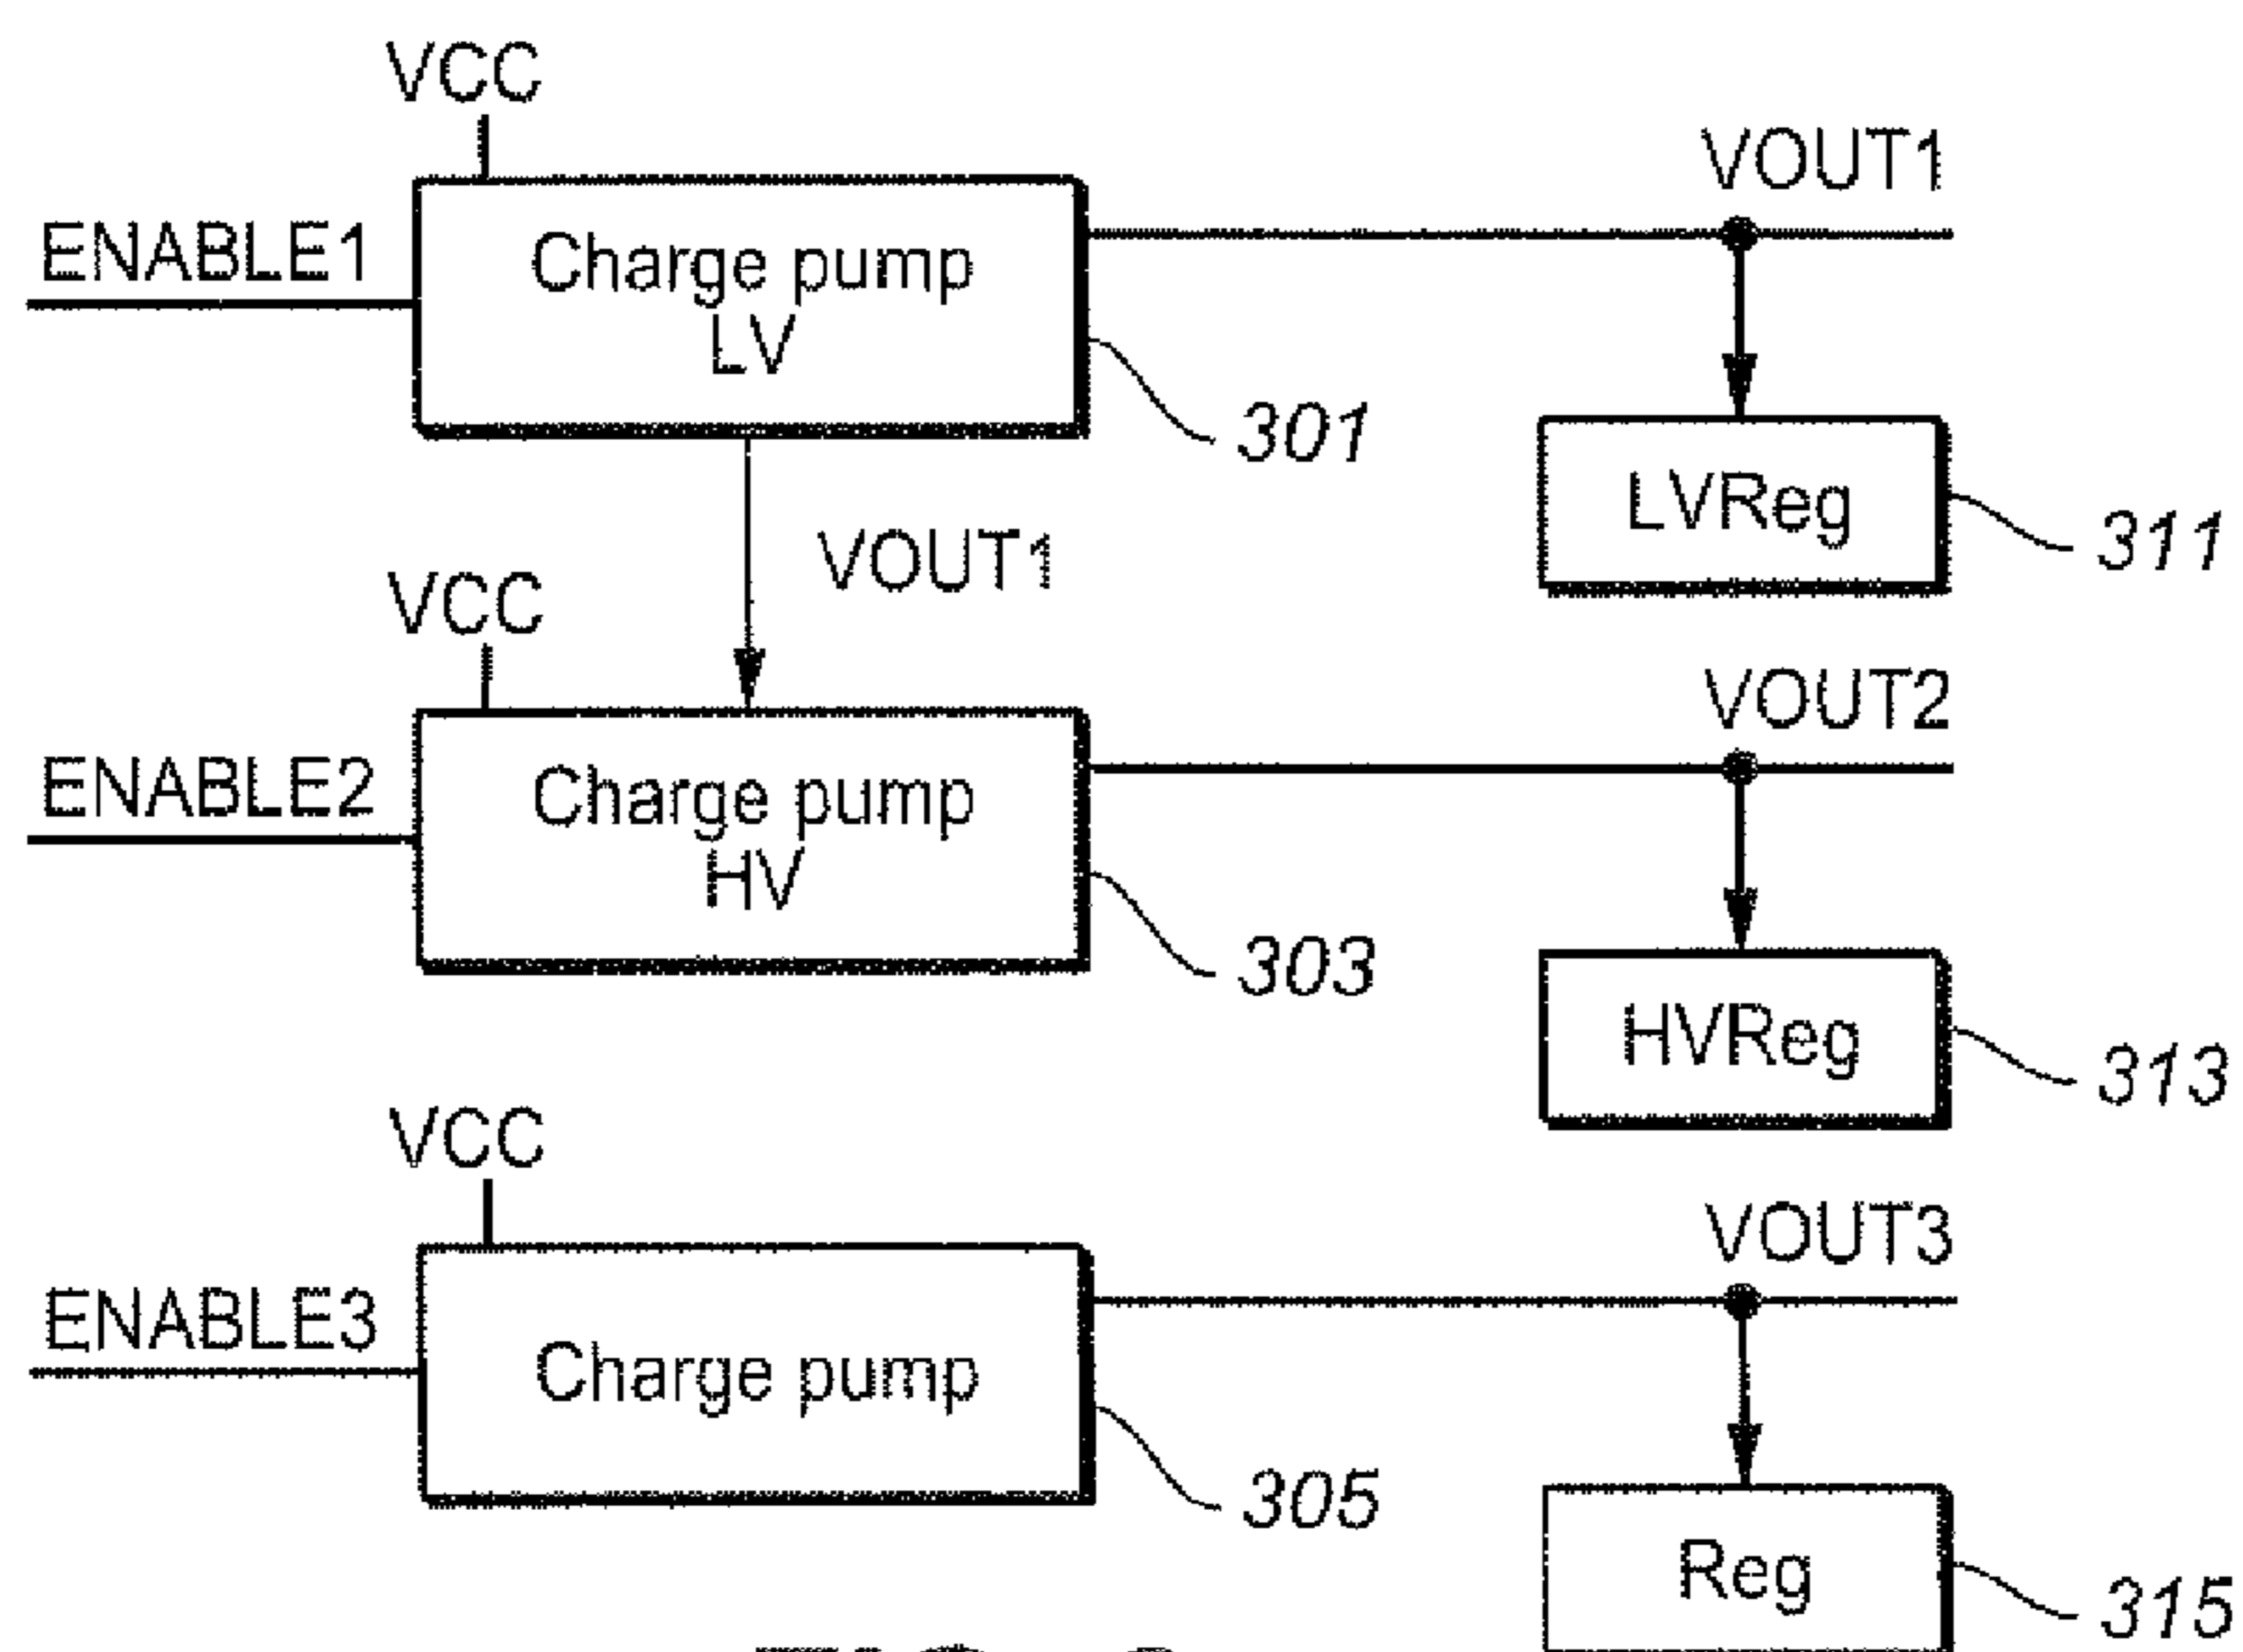 VCC
VOUT1
ENABLE1
Charge pump
LV
301
LVReg
311
VOUT1
VCC
VOUT2
ENABLE2
Charge pump
HV
303
HVReg
313
VCC
VOUT3
ENABLE3
Charge pump
305
Reg
315